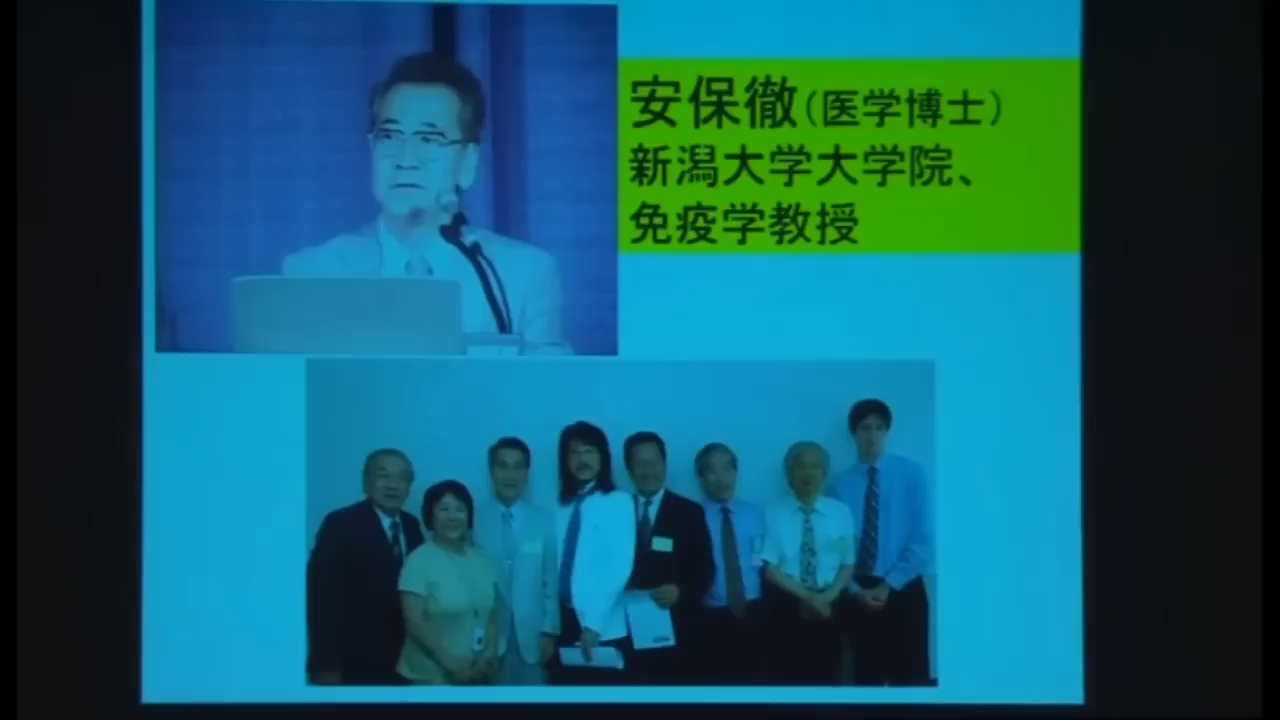 安保徹（医学博士）
新潟大学大学院、
免疫学教授